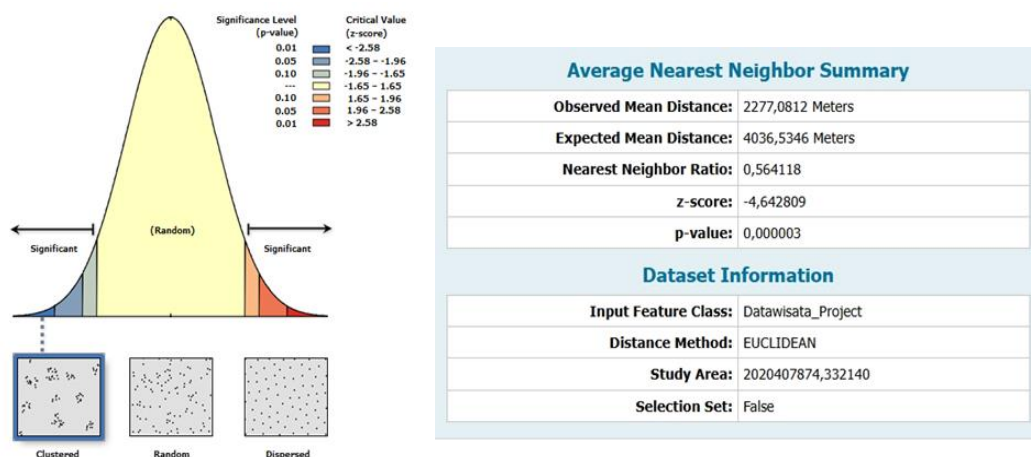 Significance Level Critical Value
(p-value) (z-score)
0.01 < -2.58
0.05 -2.58 – -1.96
0.10 -1.96 – -1.65
--- -1.65 – 1.65
0.10 1.65 – 1.96
0.05 1.96 – 2.58
0.01 > 2.58
(Random)
Significant Significant
Clustered Random Dispersed
Average Nearest Neighbor Summary
Observed Mean Distance: 2277,0812 Meters
Expected Mean Distance: 4036,5346 Meters
Nearest Neighbor Ratio: 0,564118
z-score: -4,642809
p-value: 0,000003
Dataset Information
Input Feature Class: Datawisata_Project
Distance Method: EUCLIDEAN
Study Area: 2020407874,332140
Selection Set: False